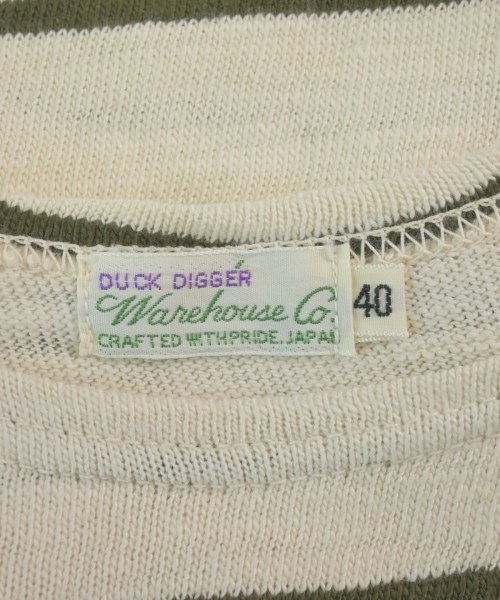 DUCK DIGGER
Warehouse Co.
CRAFTED WITH PRIDE. JAPAN
40